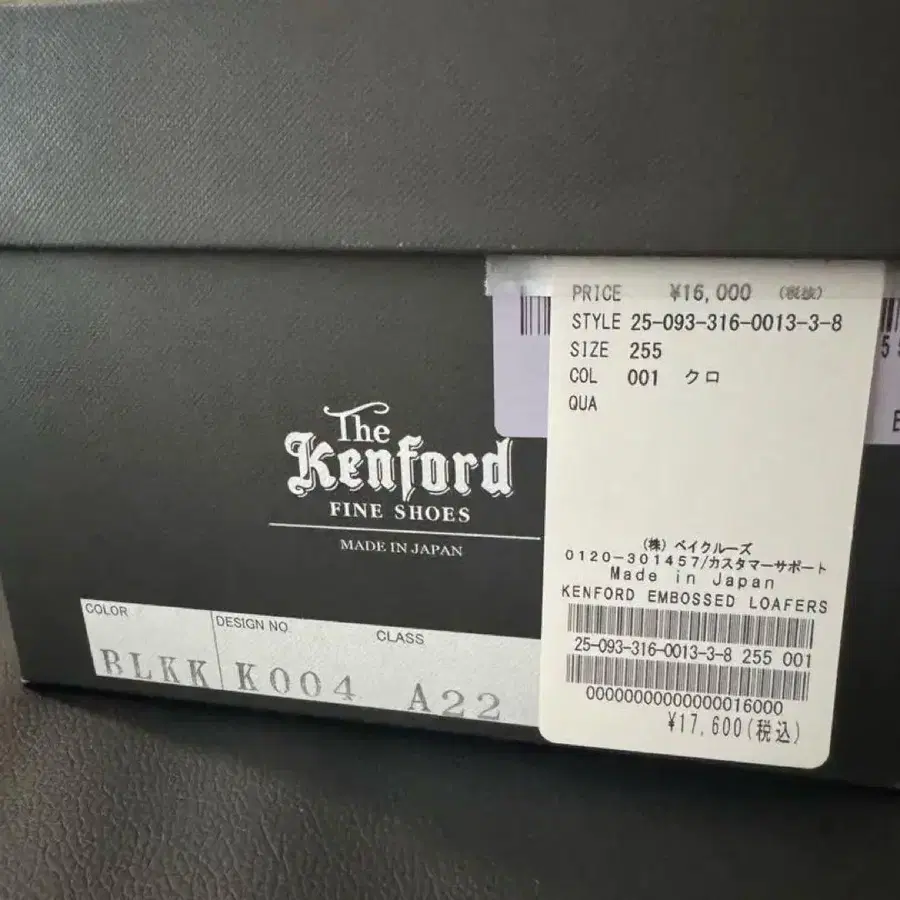 The
Kenford
FINE SHOES
MADE IN JAPAN
COLOR
BLKK
DESIGN NO.
K004
CLASS
A22
PRICE ¥16,000 (税抜)
STYLE 25-093-316-0013-3-8
SIZE 255
COL 001 クロ
QUA
(株) ベイクルーズ
0120-301457/カスタマーサポート
Made in Japan
KENFORD EMBOSSED LOAFERS
25-093-316-0013-3-8 255 001
0000000000000016000
¥17,600(税込)